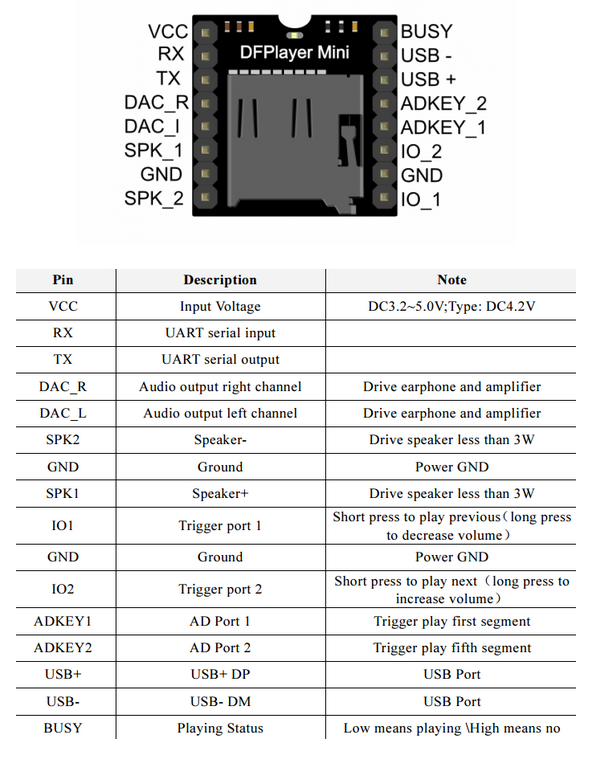 VCC BUSY
RX DFPlayer Mini USB -
TX USB +
DAC_R ADKEY_2
DAC_I ADKEY_1
SPK_1 IO_2
GND GND
SPK_2 IO_1
Pin Description Note
VCC Input Voltage DC3.2~5.0V;Type: DC4.2V
RX UART serial input
TX UART serial output
DAC_R Audio output right channel Drive earphone and amplifier
DAC_L Audio output left channel Drive earphone and amplifier
SPK2 Speaker- Drive speaker less than 3W
GND Ground Power GND
SPK1 Speaker+ Drive speaker less than 3W
IO1 Trigger port 1 Short press to play previous（long press
to decrease volume）
GND Ground Power GND
IO2 Trigger port 2 Short press to play next（long press to
increase volume）
ADKEY1 AD Port 1 Trigger play first segment
ADKEY2 AD Port 2 Trigger play fifth segment
USB+ USB+ DP USB Port
USB- USB- DM USB Port
BUSY Playing Status Low means playing \High means no